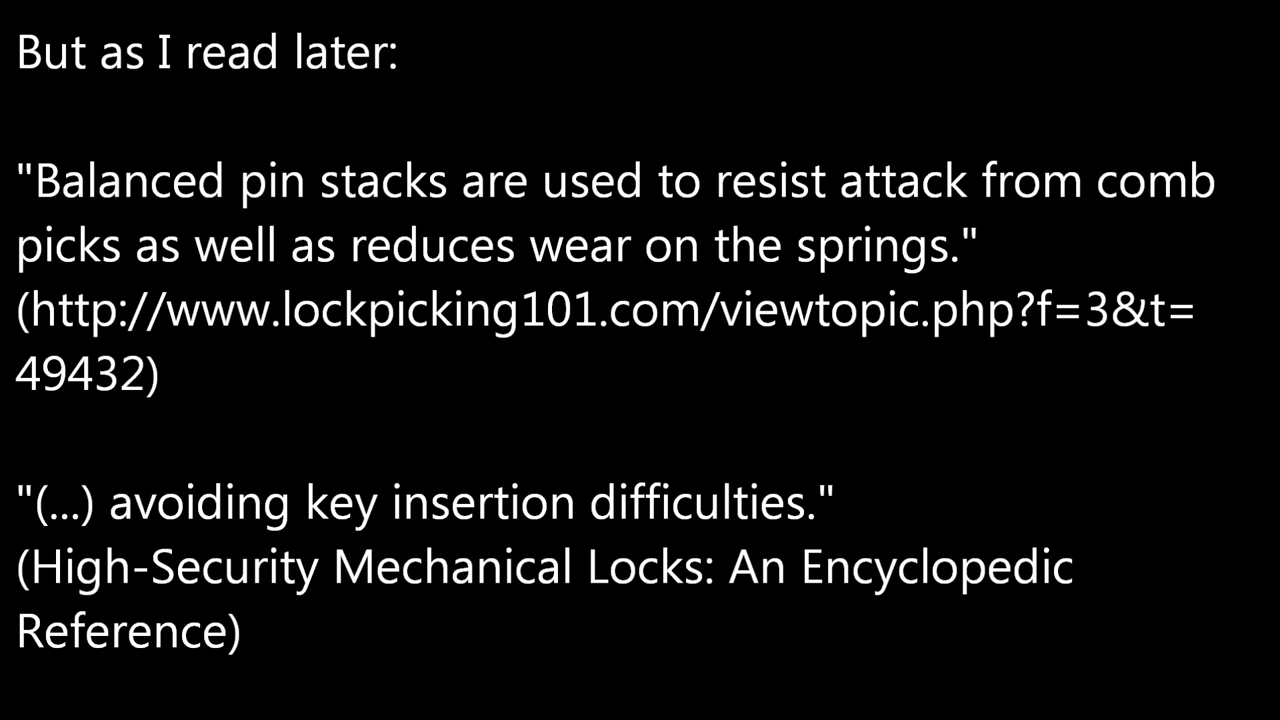 But as I read later:
"Balanced pin stacks are used to resist attack from comb
picks as well as reduces wear on the springs."
(http://www.lockpicking101.com/viewtopic.php?f=3&t=
49432)
"(...) avoiding key insertion difficulties."
(High-Security Mechanical Locks: An Encyclopedic
Reference)